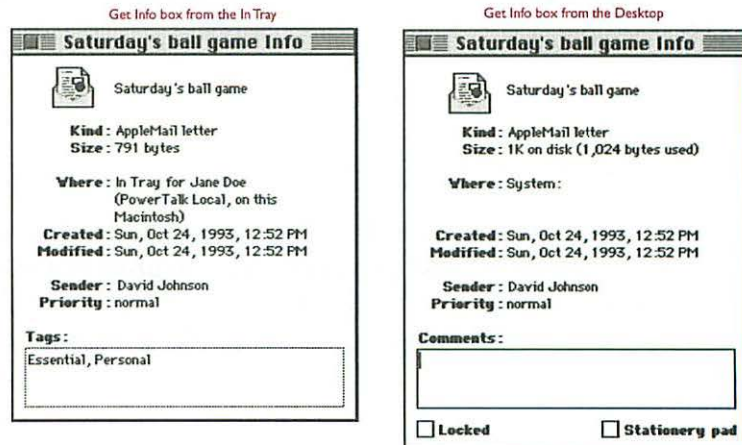 Get Info box from the In Tray
Saturday's ball game Info
Saturday's ball game
Kind: AppleMail letter
Size: 791 bytes
Where: In Tray for Jane Doe
(PowerTalk Local, on this
Macintosh)
Created: Sun, Oct 24, 1993, 12:52 PM
Modified: Sun, Oct 24, 1993, 12:52 PM
Sender: David Johnson
Priority: normal
Tags:
Essential, Personal
Get Info box from the Desktop
Saturday's ball game Info
Saturday's ball game
Kind: AppleMail letter
Size: 1K on disk (1,024 bytes used)
Where: System:
Created: Sun, Oct 24, 1993, 12:52 PM
Modified: Sun, Oct 24, 1993, 12:52 PM
Sender: David Johnson
Priority: normal
Comments:
Locked
Stationery pad